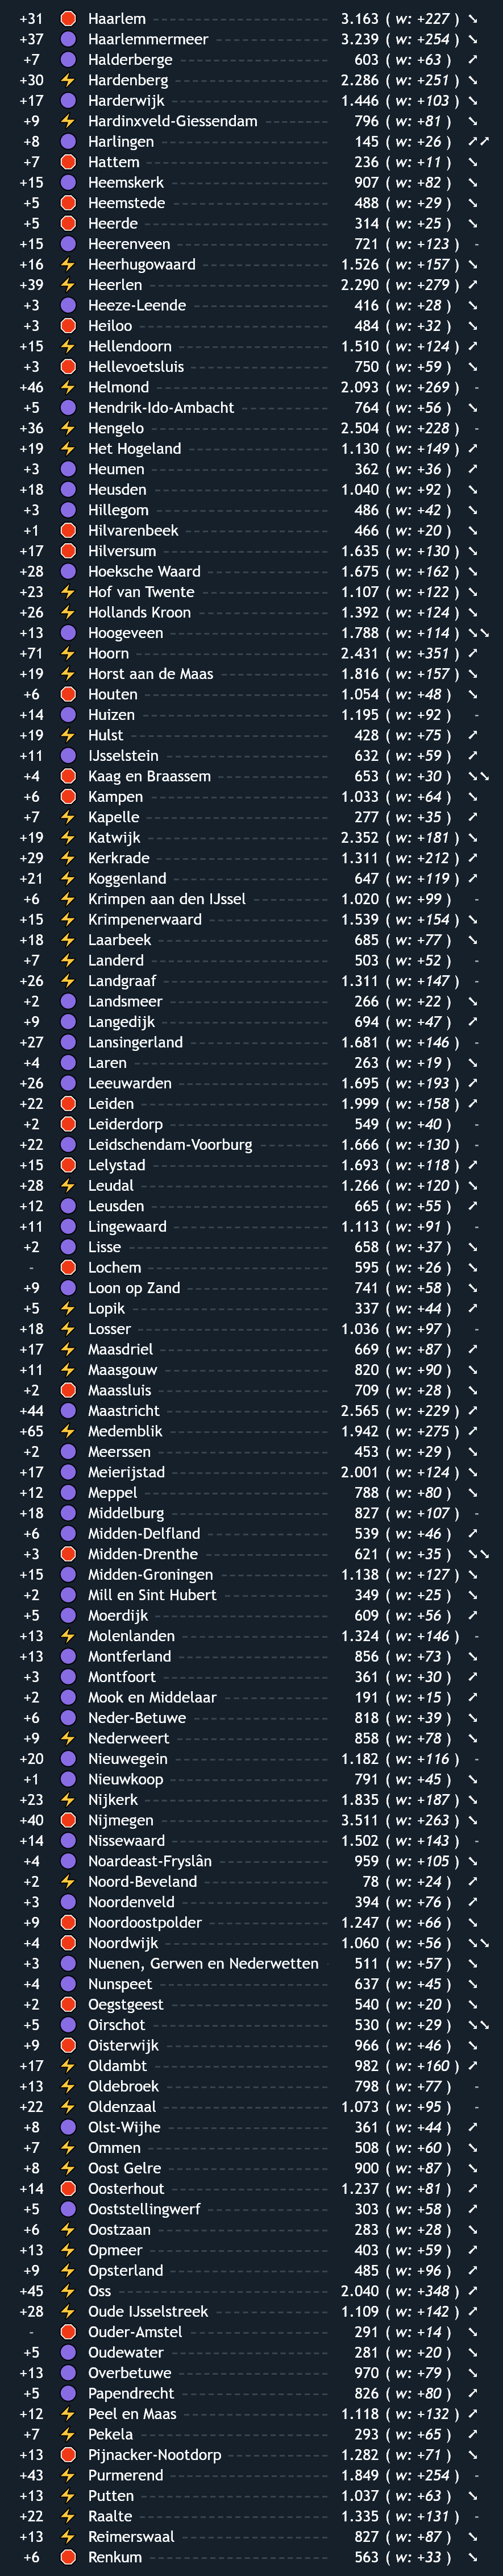 +31 Haarlem 3.163 ( w: +227 ) ↘
+37 Haarlemmermeer 3.239 ( w: +254 ) ↘
+7 Halderberge 603 ( w: +63 ) ↗
+30 Hardenberg 2.286 ( w: +251 ) ↘
+17 Harderwijk 1.446 ( w: +103 ) ↘
+9 Hardinxveld-Giessendam 796 ( w: +81 ) ↘
+8 Harlingen 145 ( w: +26 ) ↗↗
+7 Hattem 236 ( w: +11 ) ↘
+15 Heemskerk 907 ( w: +82 ) ↘
+5 Heemstede 488 ( w: +29 ) ↘
+5 Heerde 314 ( w: +25 ) ↘
+15 Heerenveen 721 ( w: +123 ) -
+16 Heerhugowaard 1.526 ( w: +157 ) ↘
+39 Heerlen 2.290 ( w: +279 ) ↗
+3 Heeze-Leende 416 ( w: +28 ) ↘
+3 Heiloo 484 ( w: +32 ) ↘
+15 Hellendoorn 1.510 ( w: +124 ) ↗
+3 Hellevoetsluis 750 ( w: +59 ) ↘
+46 Helmond 2.093 ( w: +269 ) -
+5 Hendrik-Ido-Ambacht 764 ( w: +56 ) ↘
+36 Hengelo 2.504 ( w: +228 ) -
+19 Het Hogeland 1.130 ( w: +149 ) ↗
+3 Heumen 362 ( w: +36 ) ↗
+18 Heusden 1.040 ( w: +92 ) ↘
+3 Hillegom 486 ( w: +42 ) ↘
+1 Hilvarenbeek 466 ( w: +20 ) ↘
+17 Hilversum 1.635 ( w: +130 ) ↘
+28 Hoeksche Waard 1.675 ( w: +162 ) ↘
+23 Hof van Twente 1.107 ( w: +122 ) ↘
+26 Hollands Kroon 1.392 ( w: +124 ) ↘
+13 Hoogeveen 1.788 ( w: +114 ) ↘↘
+71 Hoorn 2.431 ( w: +351 ) ↗
+19 Horst aan de Maas 1.816 ( w: +157 ) ↘
+6 Houten 1.054 ( w: +48 ) ↘
+14 Huizen 1.195 ( w: +92 ) -
+19 Hulst 428 ( w: +75 ) ↗
+11 IJsselstein 632 ( w: +59 ) ↗
+4 Kaag en Braassem 653 ( w: +30 ) ↘↘
+6 Kampen 1.033 ( w: +64 ) ↘
+7 Kapelle 277 ( w: +35 ) ↗
+19 Katwijk 2.352 ( w: +181 ) ↘
+29 Kerkrade 1.311 ( w: +212 ) ↗
+21 Koggenland 647 ( w: +119 ) ↗
+6 Krimpen aan den IJssel 1.020 ( w: +99 ) -
+15 Krimpenerwaard 1.539 ( w: +154 ) ↘
+18 Laarbeek 685 ( w: +77 ) ↘
+7 Landerd 503 ( w: +52 ) -
+26 Landgraaf 1.311 ( w: +147 ) -
+2 Landsmeer 266 ( w: +22 ) ↘
+9 Langedijk 694 ( w: +47 ) ↗
+27 Lansingerland 1.681 ( w: +146 ) -
+4 Laren 263 ( w: +19 ) ↘
+26 Leeuwarden 1.695 ( w: +193 ) ↗
+22 Leiden 1.999 ( w: +158 ) ↗
+2 Leiderdorp 549 ( w: +40 ) -
+22 Leidschendam-Voorburg 1.666 ( w: +130 ) -
+15 Lelystad 1.693 ( w: +118 ) ↗
+28 Leudal 1.266 ( w: +120 ) ↘
+12 Leusden 665 ( w: +55 ) ↗
+11 Lingewaard 1.113 ( w: +91 ) -
+2 Lisse 658 ( w: +37 ) ↘
- Lochem 595 ( w: +26 ) ↘
+9 Loon op Zand 741 ( w: +58 ) ↘
+5 Lopik 337 ( w: +44 ) ↗
+18 Losser 1.036 ( w: +97 ) -
+17 Maasdriel 669 ( w: +87 ) ↗
+11 Maasgouw 820 ( w: +90 ) ↘
+2 Maassluis 709 ( w: +28 ) ↘
+44 Maastricht 2.565 ( w: +229 ) ↗
+65 Medemblik 1.942 ( w: +275 ) ↗
+2 Meerssen 453 ( w: +29 ) ↘
+17 Meierijstad 2.001 ( w: +124 ) ↘
+12 Meppel 788 ( w: +80 ) ↘
+18 Middelburg 827 ( w: +107 ) -
+6 Midden-Delfland 539 ( w: +46 ) ↗
+3 Midden-Drenthe 621 ( w: +35 ) ↘↘
+15 Midden-Groningen 1.138 ( w: +127 ) ↘
+2 Mill en Sint Hubert 349 ( w: +25 ) ↘
+5 Moerdijk 609 ( w: +56 ) ↗
+13 Molenlanden 1.324 ( w: +146 ) -
+13 Montferland 856 ( w: +73 ) ↘
+3 Montfoort 361 ( w: +30 ) ↗
+2 Mook en Middelaar 191 ( w: +15 ) ↗
+6 Neder-Betuwe 818 ( w: +39 ) ↘
+9 Nederweert 858 ( w: +78 ) ↘
+20 Nieuwegein 1.182 ( w: +116 ) -
+1 Nieuwkoop 791 ( w: +45 ) ↘
+23 Nijkerk 1.835 ( w: +187 ) ↘
+40 Nijmegen 3.511 ( w: +263 ) ↘
+14 Nissewaard 1.502 ( w: +143 ) -
+4 Noardeast-Fryslân 959 ( w: +105 ) ↘
+2 Noord-Beveland 78 ( w: +24 ) ↗
+3 Noordenveld 394 ( w: +76 ) ↗
+9 Noordoostpolder 1.247 ( w: +66 ) ↘
+4 Noordwijk 1.060 ( w: +56 ) ↘↘
+3 Nuenen, Gerwen en Nederwetten 511 ( w: +57 ) ↘
+4 Nunspeet 637 ( w: +45 ) ↘
+2 Oegstgeest 540 ( w: +20 ) ↘
+5 Oirschot 530 ( w: +29 ) ↘↘
+9 Oisterwijk 966 ( w: +46 ) ↘
+17 Oldambt 982 ( w: +160 ) ↗
+13 Oldebroek 798 ( w: +77 ) -
+22 Oldenzaal 1.073 ( w: +95 ) -
+8 Olst-Wijhe 361 ( w: +44 ) ↗
+7 Ommen 508 ( w: +60 ) ↘
+8 Oost Gelre 900 ( w: +87 ) ↘
+14 Oosterhout 1.237 ( w: +81 ) ↗
+5 Ooststellingwerf 303 ( w: +58 ) ↗
+6 Oostzaan 283 ( w: +28 ) ↘
+13 Opmeer 403 ( w: +59 ) ↗
+9 Opsterland 485 ( w: +96 ) ↗
+45 Oss 2.040 ( w: +348 ) ↗
+28 Oude IJsselstreek 1.109 ( w: +142 ) ↗
- Ouder-Amstel 291 ( w: +14 ) ↘
+5 Oudewater 281 ( w: +20 ) ↘
+13 Overbetuwe 970 ( w: +79 ) ↘
+5 Papendrecht 826 ( w: +80 ) ↗
+12 Peel en Maas 1.118 ( w: +132 ) ↗
+7 Pekela 293 ( w: +65 ) ↗
+13 Pijnacker-Nootdorp 1.282 ( w: +71 ) ↘
+43 Purmerend 1.849 ( w: +254 ) -
+13 Putten 1.037 ( w: +63 ) ↘
+22 Raalte 1.335 ( w: +131 ) -
+13 Reimerswaal 827 ( w: +87 ) ↘
+6 Renkum 563 ( w: +33 ) ↘